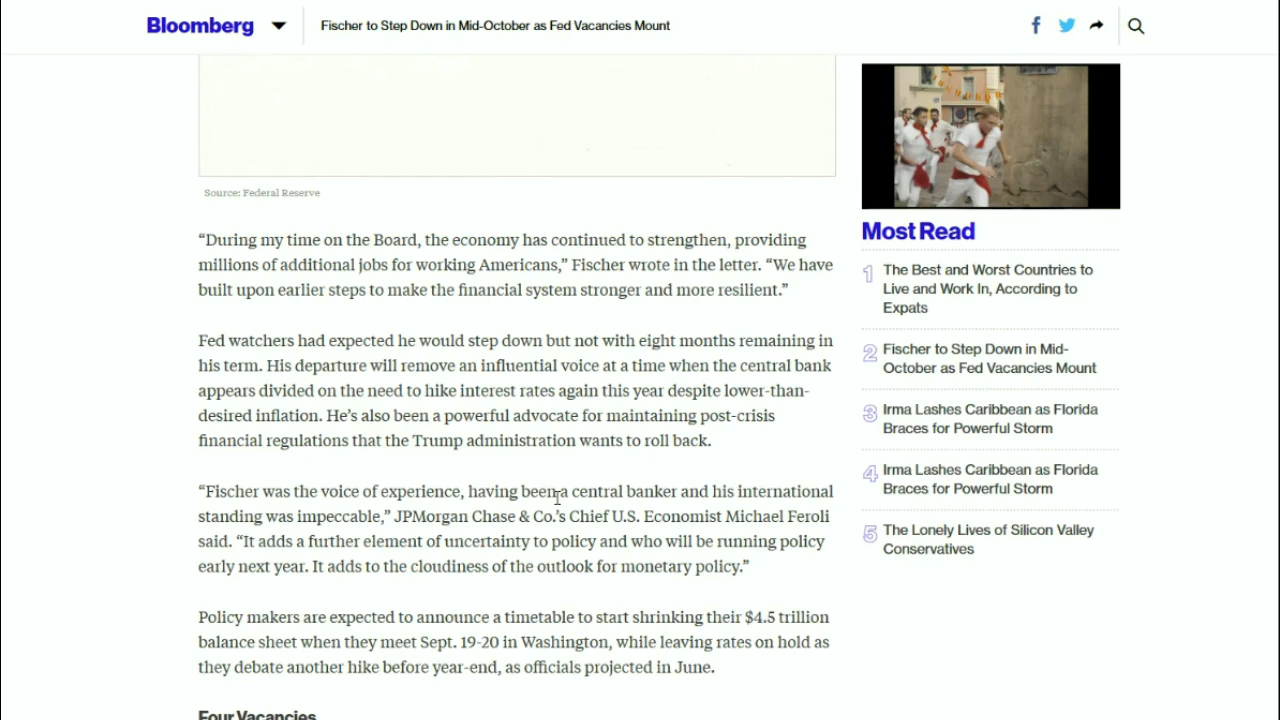 Bloomberg
Fischer to Step Down in Mid-October as Fed Vacancies Mount
Source: Federal Reserve
“During my time on the Board, the economy has continued to strengthen, providing
millions of additional jobs for working Americans,” Fischer wrote in the letter. “We have
built upon earlier steps to make the financial system stronger and more resilient.”
Fed watchers had expected he would step down but not with eight months remaining in
his term. His departure will remove an influential voice at a time when the central bank
appears divided on the need to hike interest rates again this year despite lower-than-
desired inflation. He’s also been a powerful advocate for maintaining post-crisis
financial regulations that the Trump administration wants to roll back.
“Fischer was the voice of experience, having been a central banker and his international
standing was impeccable,” JPMorgan Chase & Co.’s Chief U.S. Economist Michael Feroli
said. “It adds a further element of uncertainty to policy and who will be running policy
early next year. It adds to the cloudiness of the outlook for monetary policy.”
Policy makers are expected to announce a timetable to start shrinking their $4.5 trillion
balance sheet when they meet Sept. 19-20 in Washington, while leaving rates on hold as
they debate another hike before year-end, as officials projected in June.
Four Vacancies
Most Read
1 The Best and Worst Countries to
Live and Work In, According to
Expats
2 Fischer to Step Down in Mid-
October as Fed Vacancies Mount
3 Irma Lashes Caribbean as Florida
Braces for Powerful Storm
4 Irma Lashes Caribbean as Florida
Braces for Powerful Storm
5 The Lonely Lives of Silicon Valley
Conservatives